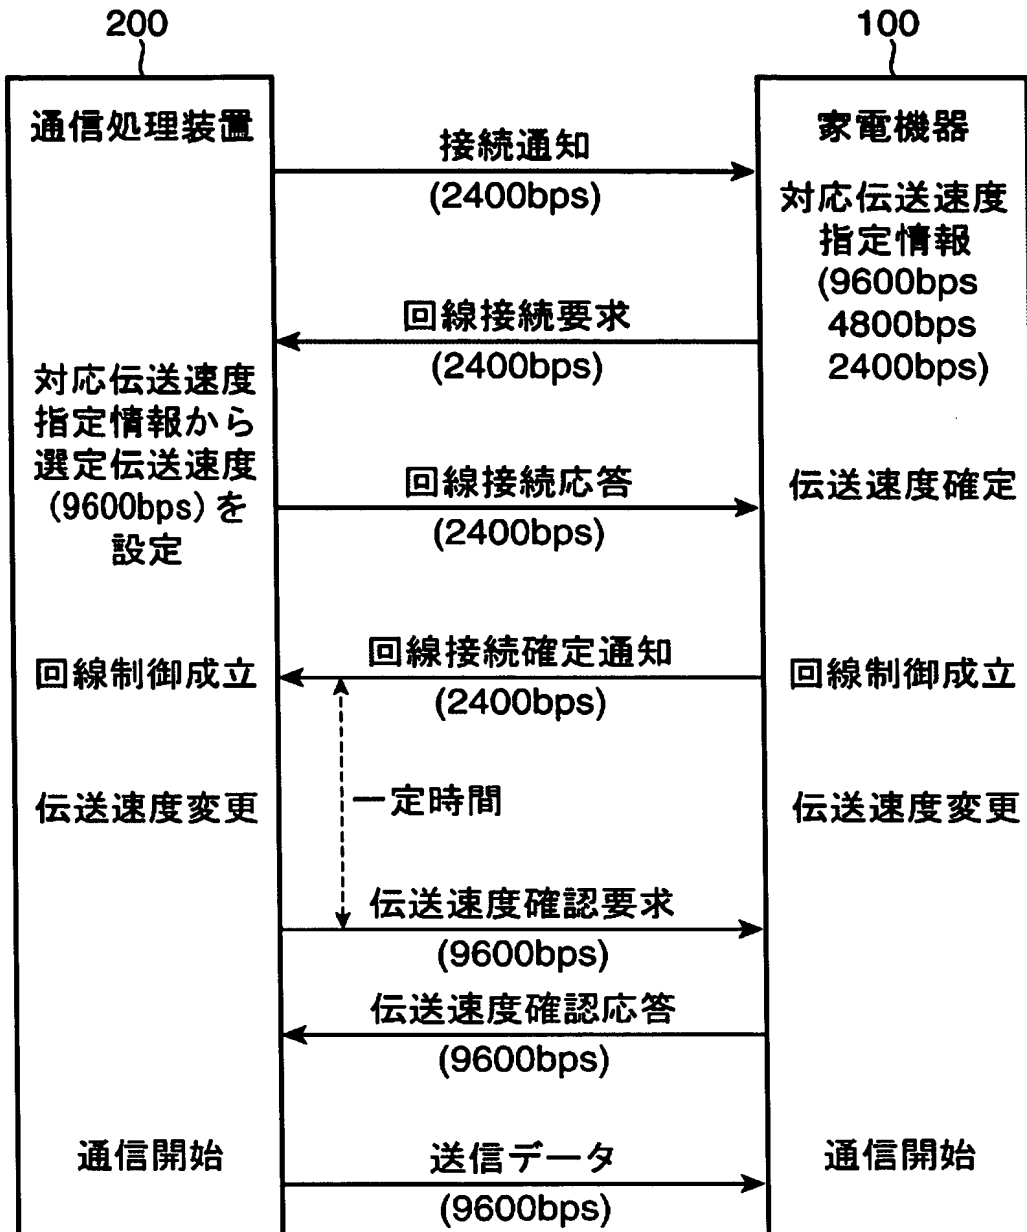 200
100
通信処理装置
家電機器
接続通知
(2400bps)
対応伝送速度
指定情報
(9600bps
4800bps
2400bps)
回線接続要求
(2400bps)
対応伝送速度
指定情報から
選定伝送速度
(9600bps)を
設定
回線接続応答
(2400bps)
伝送速度確定
回線接続確定通知
(2400bps)
回線制御成立
回線制御成立
伝送速度変更
一定時間
伝送速度変更
伝送速度確認要求
(9600bps)
伝送速度確認応答
(9600bps)
通信開始
送信データ
(9600bps)
通信開始